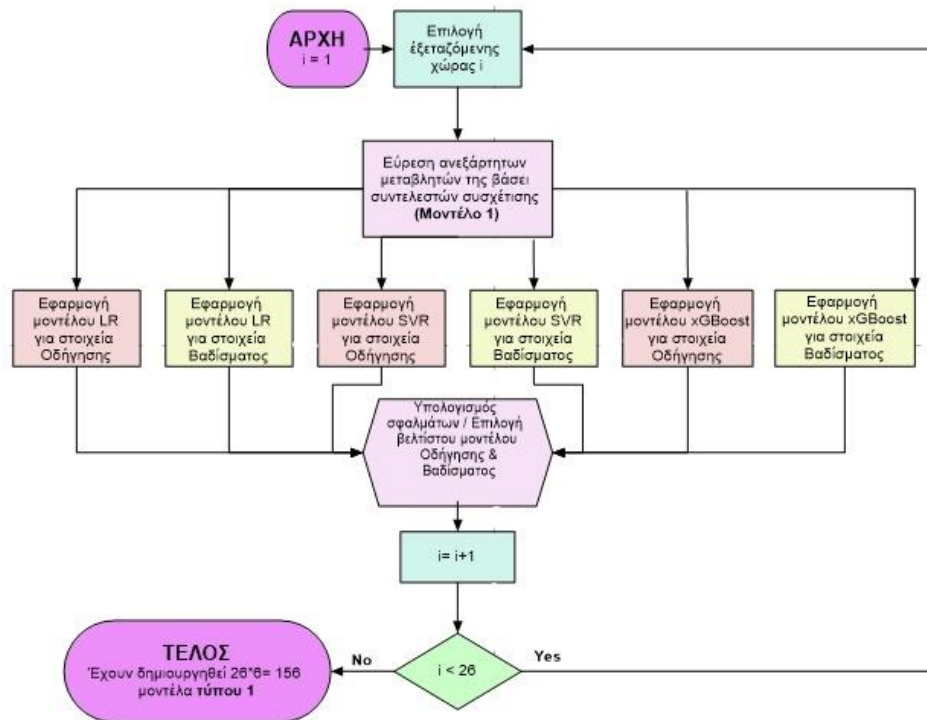 ΑΡΧΗ
i = 1
Επιλογή
έξεταζόμενης
χώρας i
Εύρεση ανεξάρτητων
μεταβλητών της βάσει
συντελεστών συσχέτισης
(Μοντέλο 1)
Εφαρμογή
μοντέλου LR
για στοιχεία
Οδήγησης
Εφαρμογή
μοντέλου LR
για στοιχεία
Βαδίσματος
Εφαρμογή
μοντέλου SVR
για στοιχεία
Οδήγησης
Εφαρμογή
μοντέλου SVR
για στοιχεία
Βαδίσματος
Εφαρμογή
μοντέλου xGBoost
για στοιχεία
Οδήγησης
Εφαρμογή
μοντέλου xGBoost
για στοιχεία
Βαδίσματος
Υπολογισμός
σφαλμάτων / Επιλογή
βελτίστου μοντέλου
Οδήγησης &
Βαδίσματος
i= i+1
i < 26
No
Yes
ΤΕΛΟΣ
Έχουν δημιουργηθεί 26*6= 156
μοντέλα τύπου 1